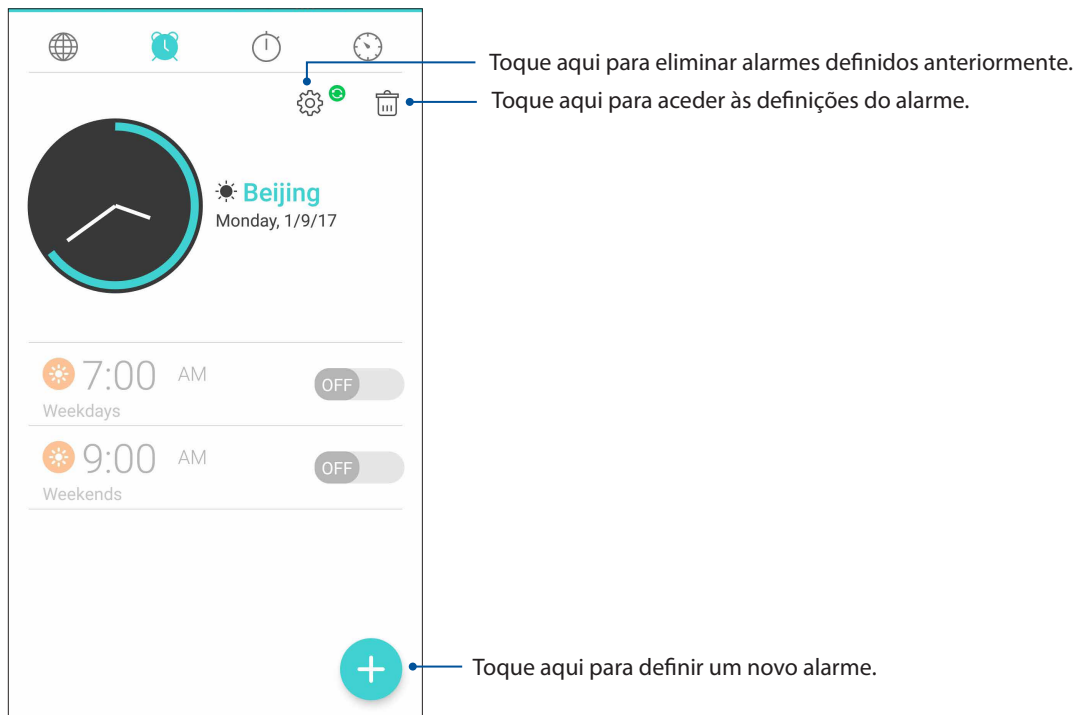 Toque aqui para eliminar alarmes definidos anteriormente.
Toque aqui para aceder às definições do alarme.
Beijing
Monday, 1/9/17
7:00 AM
OFF
Weekdays
9:00 AM
OFF
Weekends
Toque aqui para definir um novo alarme.